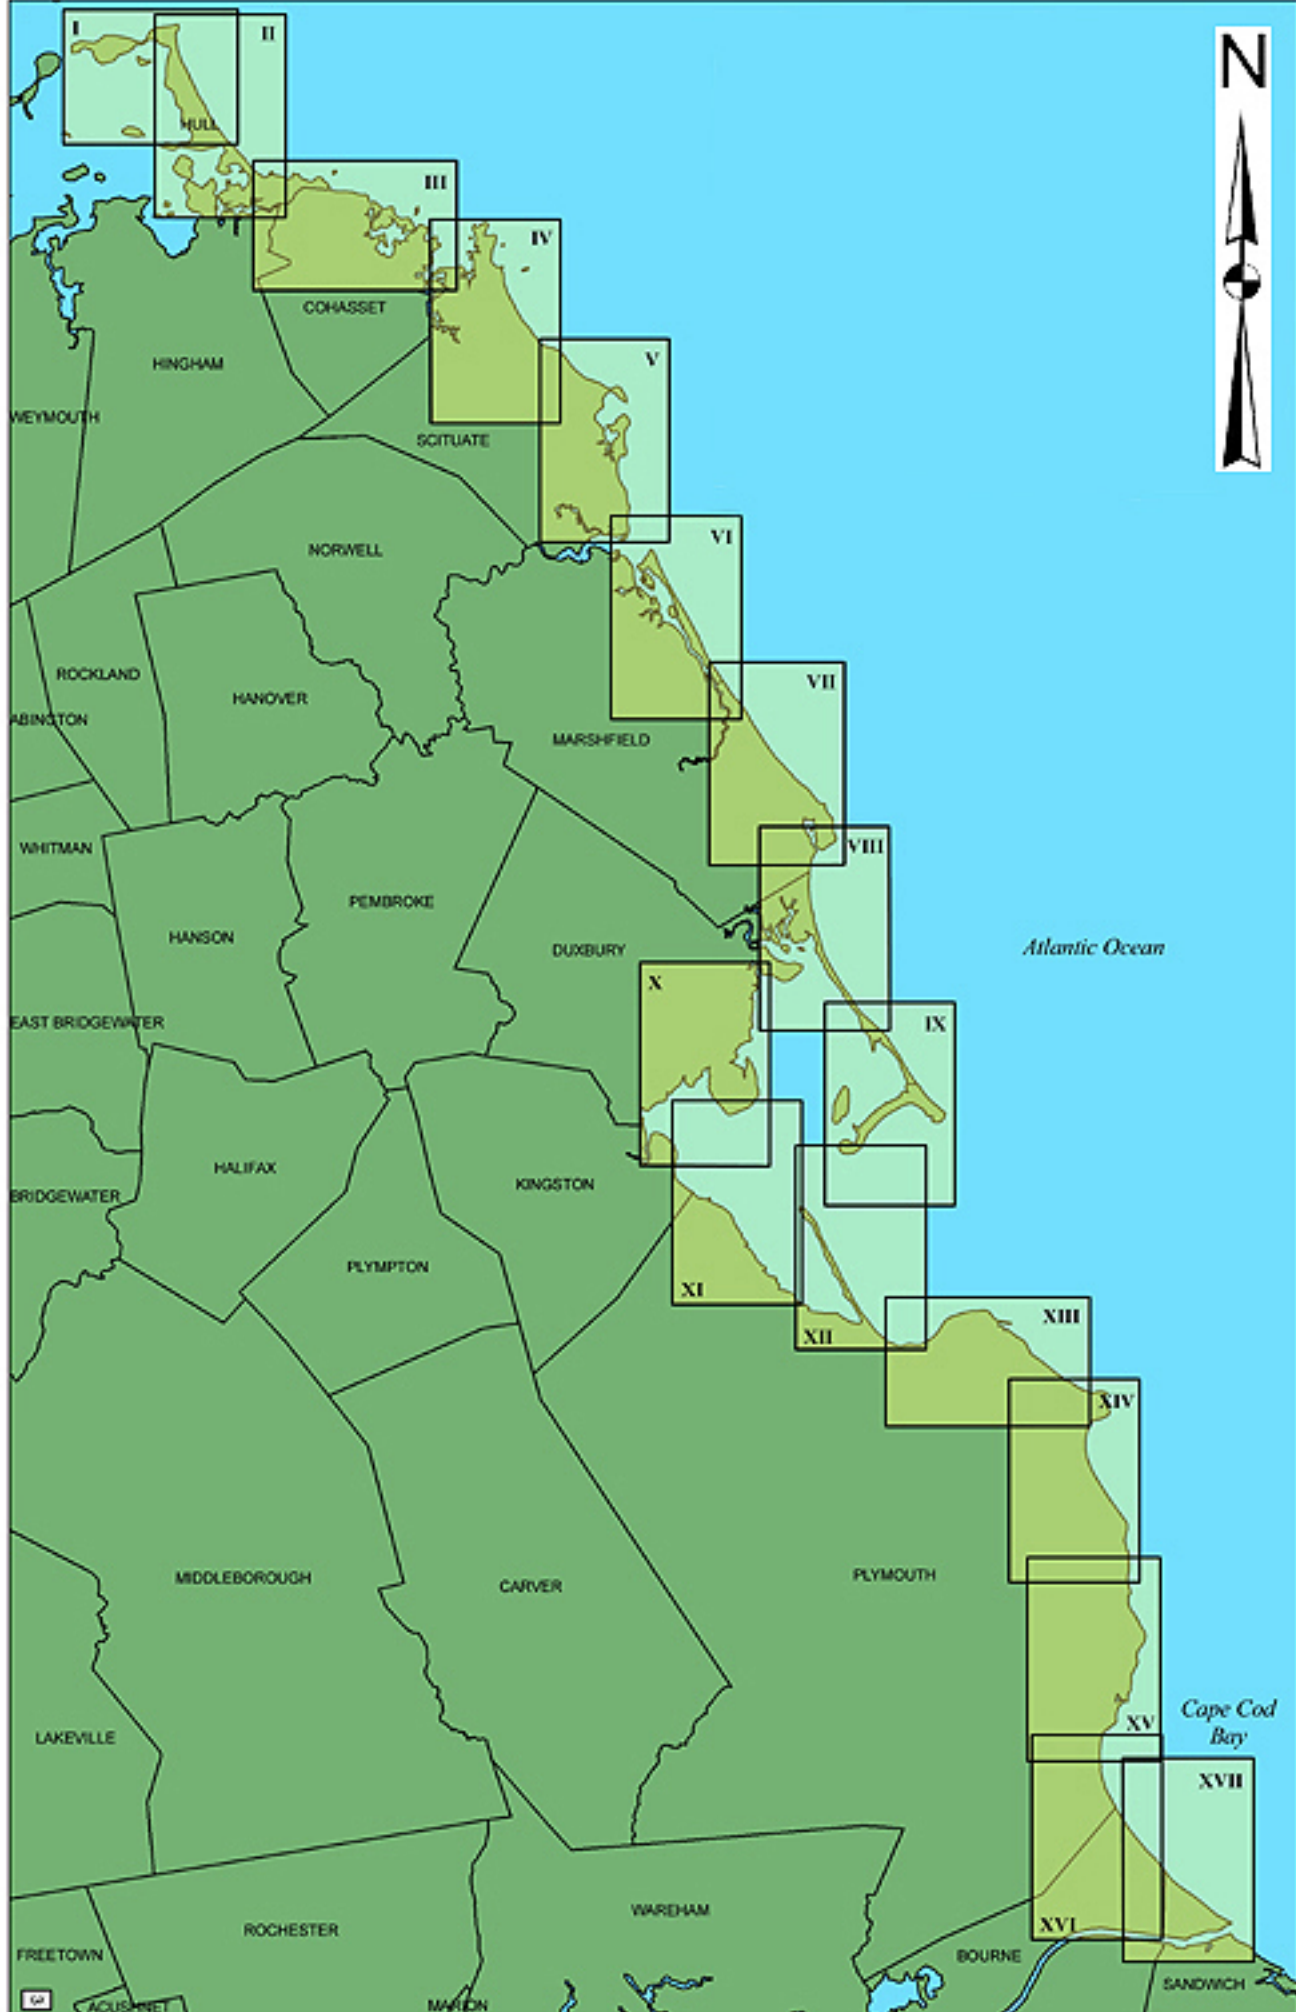 I
II
N
HULL
III
IV
COHASSET
HINGHAM
V
WEYMOUTH
SCITUATE
VI
NORWELL
ROCKLAND
VII
HANOVER
ABINGTON
MARSHFIELD
WHITMAN
VIII
PEMBROKE
HANSON
DUXBURY
Atlantic Ocean
X
EAST BRIDGEWATER
IX
HALIFAX
KINGSTON
BRIDGEWATER
PLYMPTON
XI
XIII
XII
XIV
MIDDLEBOROUGH
CARVER
PLYMOUTH
LAKEVILLE
XV
Cape Cod
Bay
XVII
WAREHAM
XVI
ROCHESTER
FREETOWN
BOURNE
SANDWICH
ACUSHNET
MARION